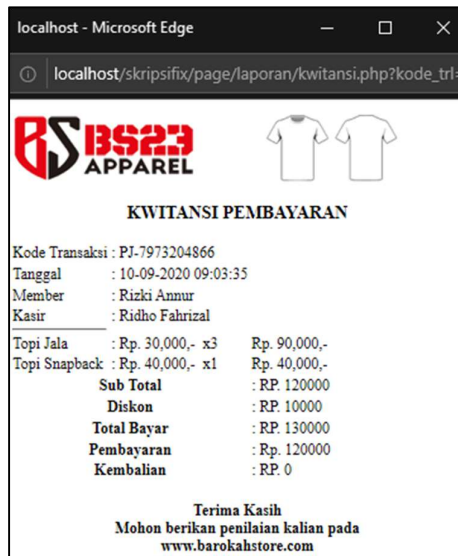 localhost - Microsoft Edge
localhost/skripsifix/page/laporan/kwitansi.php?kode_trl=
BS BS23
APPAREL
KWITANSI PEMBAYARAN
Kode Transaksi : PJ-7973204866
Tanggal : 10-09-2020 09:03:35
Member : Rizki Annur
Kasir : Ridho Fahrizal
Topi Jala : Rp. 30,000,- x3 Rp. 90,000,-
Topi Snapback : Rp. 40,000,- x1 Rp. 40,000,-
Sub Total : RP. 120000
Diskon : RP. 10000
Total Bayar : RP. 130000
Pembayaran : Rp. 120000
Kembalian : RP. 0
Terima Kasih
Mohon berikan penilaian kalian pada
www.barokahstore.com